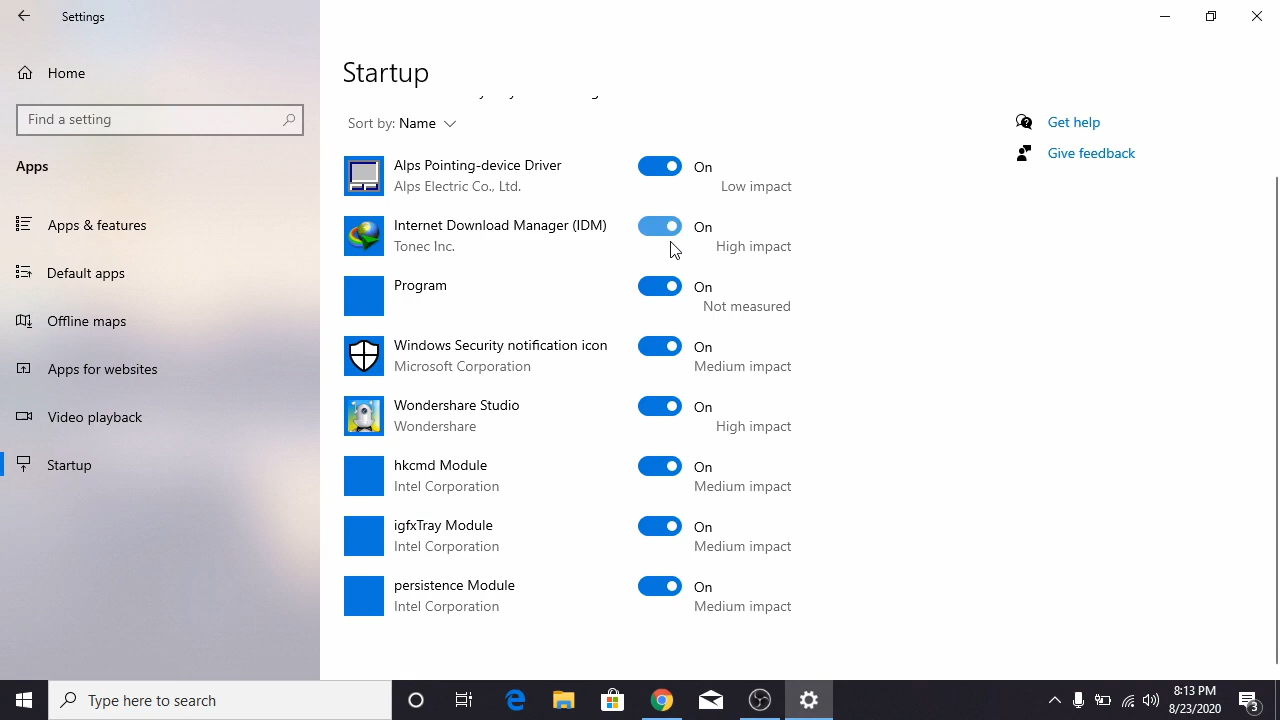 Settings
Home
Find a setting
Apps
Apps & features
Default apps
Offline maps
Apps for websites
Video playback
Startup
Startup
Sort by: Name
Alps Pointing-device Driver
Alps Electric Co., Ltd.
On
Low impact
Internet Download Manager (IDM)
Tonec Inc.
On
High impact
Program
On
Not measured
Windows Security notification icon
Microsoft Corporation
On
Medium impact
Wondershare Studio
Wondershare
On
High impact
hkcmd Module
Intel Corporation
On
Medium impact
igfxTray Module
Intel Corporation
On
Medium impact
persistence Module
Intel Corporation
On
Medium impact
Get help
Give feedback
Type here to search
8:13 PM
8/23/2020
3